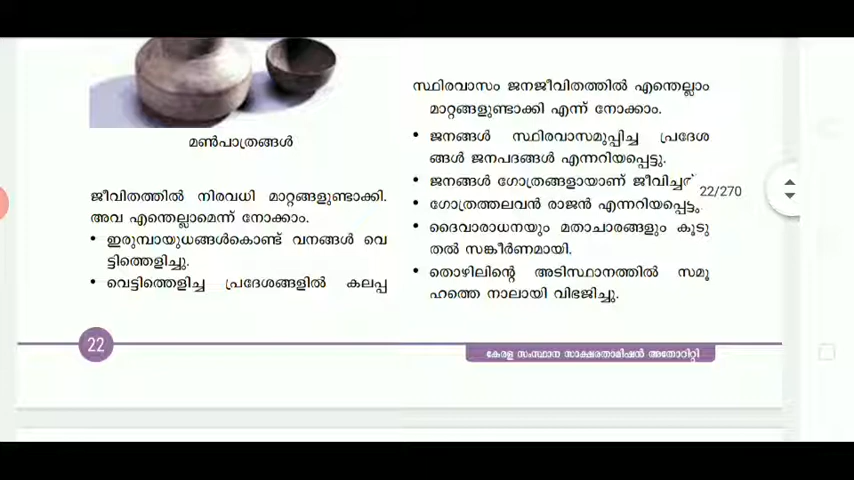 മൺപാത്രങ്ങൾ
ജീവിതത്തിൽ നിരവധി മാറ്റങ്ങളുണ്ടാക്കി.
അവ എന്തെല്ലാമെന്ന് നോക്കാം.
• ഇരുമ്പായുധങ്ങൾകൊണ്ട് വനങ്ങൾ വെ
ട്ടിത്തെളിച്ചു.
• വെട്ടിത്തെളിച്ച പ്രദേശങ്ങളിൽ കലപ്പ
സ്ഥിരവാസം ജനജീവിതത്തിൽ എന്തെല്ലാം
മാറ്റങ്ങളുണ്ടാക്കി എന്ന് നോക്കാം.
• ജനങ്ങൾ സ്ഥിരവാസമുപ്പിച്ച പ്രദേശ
ങ്ങൾ ജനപദങ്ങൾ എന്നറിയപ്പെട്ടു.
• ജനങ്ങൾ ഗോത്രങ്ങളായാണ് ജീവിച്ചത്
• ഗോത്രത്തലവൻ രാജൻ എന്നറിയപ്പെട്ടു.
• ദൈവാരാധനയും മതാചാരങ്ങളും കൂടു
തൽ സങ്കീർണമായി.
• തൊഴിലിന്റെ അടിസ്ഥാനത്തിൽ സമൂ
ഹത്തെ നാലായി വിഭജിച്ചു.
22/270
22
കേരള സംസ്ഥാന സാക്ഷരതാമിഷൻ അതോറിറ്റി